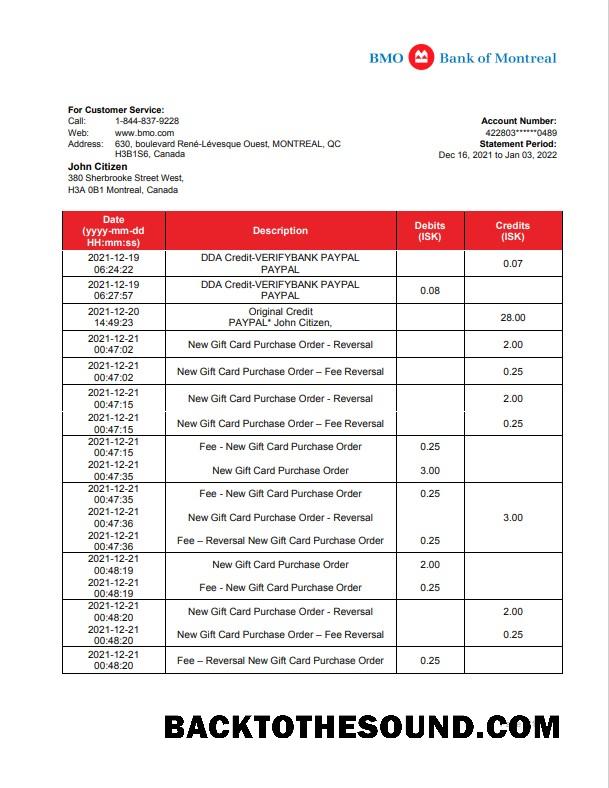 BMO Bank of Montreal
For Customer Service:
Call: 1-844-837-9228
Web: www.bmo.com
Address: 630, boulevard René-Lévesque Ouest, MONTREAL, QC
H3B1S6, Canada
Account Number:
422803******0489
Statement Period:
Dec 16, 2021 to Jan 03, 2022
John Citizen
380 Sherbrooke Street West,
H3A 0B1 Montreal, Canada
Date
(yyyy-mm-dd
HH:mm:ss)
Description
Debits
(ISK)
Credits
(ISK)
2021-12-19
06:24:22
DDA Credit-VERIFYBANK PAYPAL
PAYPAL
0.07
2021-12-19
06:27:57
DDA Credit-VERIFYBANK PAYPAL
PAYPAL
0.08
2021-12-20
14:49:23
Original Credit
PAYPAL* John Citizen,
28.00
2021-12-21
00:47:02
New Gift Card Purchase Order - Reversal
2.00
2021-12-21
00:47:02
New Gift Card Purchase Order – Fee Reversal
0.25
2021-12-21
00:47:15
New Gift Card Purchase Order - Reversal
2.00
2021-12-21
00:47:15
New Gift Card Purchase Order – Fee Reversal
0.25
2021-12-21
00:47:15
Fee - New Gift Card Purchase Order
0.25
2021-12-21
00:47:35
New Gift Card Purchase Order
3.00
2021-12-21
00:47:35
Fee - New Gift Card Purchase Order
0.25
2021-12-21
00:47:36
New Gift Card Purchase Order - Reversal
3.00
2021-12-21
00:47:36
Fee – Reversal New Gift Card Purchase Order
0.25
2021-12-21
00:48:19
New Gift Card Purchase Order
2.00
2021-12-21
00:48:19
Fee - New Gift Card Purchase Order
0.25
2021-12-21
00:48:20
New Gift Card Purchase Order - Reversal
2.00
2021-12-21
00:48:20
New Gift Card Purchase Order – Fee Reversal
0.25
2021-12-21
00:48:20
Fee – Reversal New Gift Card Purchase Order
0.25
BACKTOTHESOUND.COM